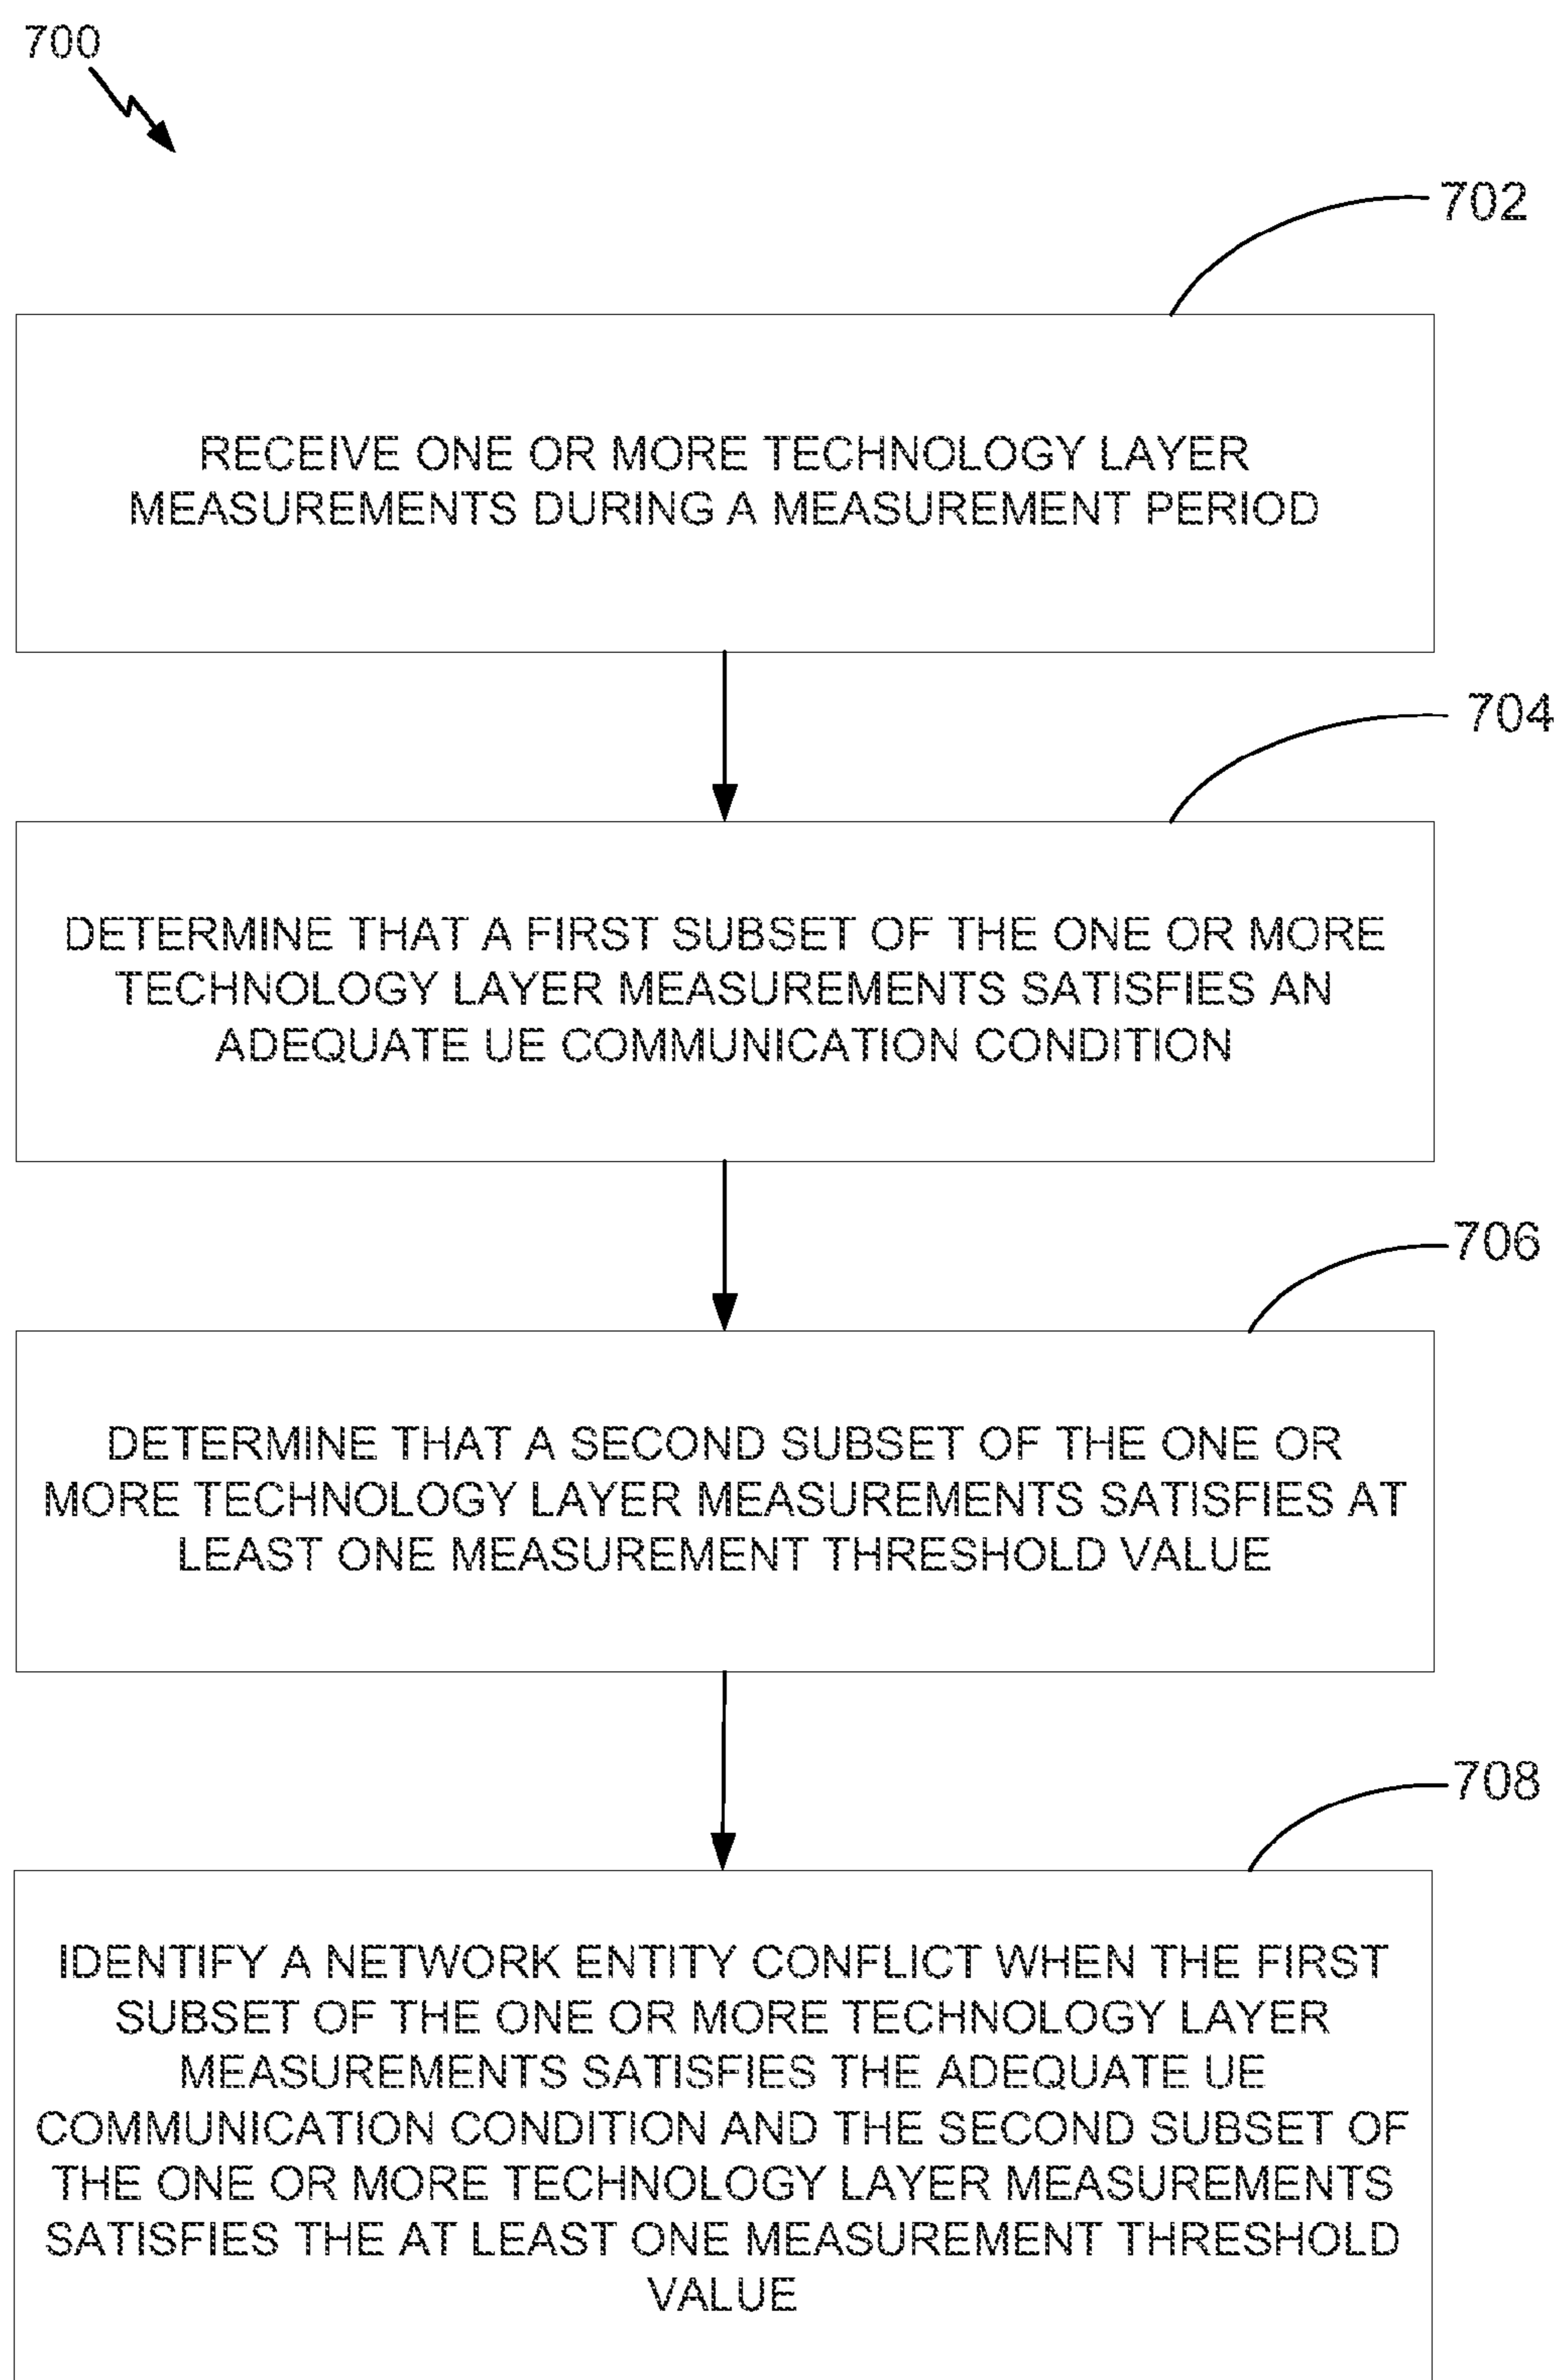 700
702
RECEIVE ONE OR MORE TECHNOLOGY LAYER
MEASUREMENTS DURING A MEASUREMENT PERIOD
704
DETERMINE THAT A FIRST SUBSET OF THE ONE OR MORE
TECHNOLOGY LAYER MEASUREMENTS SATISFIES AN
ADEQUATE UE COMMUNICATION CONDITION
706
DETERMINE THAT A SECOND SUBSET OF THE ONE OR
MORE TECHNOLOGY LAYER MEASUREMENTS SATISFIES AT
LEAST ONE MEASUREMENT THRESHOLD VALUE
708
IDENTIFY A NETWORK ENTITY CONFLICT WHEN THE FIRST
SUBSET OF THE ONE OR MORE TECHNOLOGY LAYER
MEASUREMENTS SATISFIES THE ADEQUATE UE
COMMUNICATION CONDITION AND THE SECOND SUBSET OF
THE ONE OR MORE TECHNOLOGY LAYER MEASUREMENTS
SATISFIES THE AT LEAST ONE MEASUREMENT THRESHOLD
VALUE